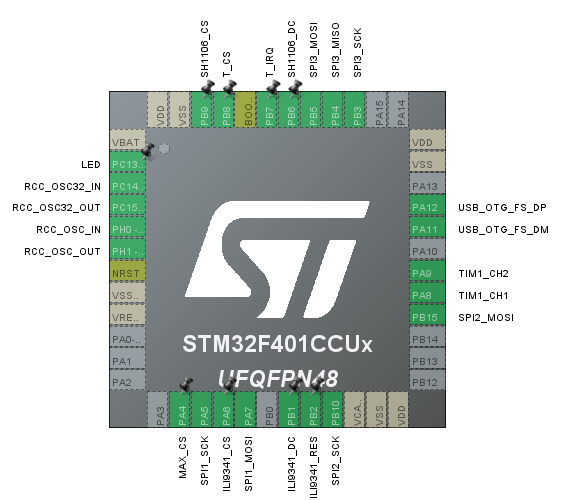 SH1106_CS
T_CS
T_IRQ
SH1106_DC
SPI3_MOSI
SPI3_MISO
SPI3_SCK
VDD
VSS
PB9
PB8
BOO..
PB7
PB6
PB5
PB4
PB3
PA15
PA14
VBAT
LED PC13..
RCC_OSC32_IN PC14..
RCC_OSC32_OUT PC15..
RCC_OSC_IN PH0 -..
RCC_OSC_OUT PH1 -..
NRST
VSS..
VRE..
PA0-..
PA1
PA2
VDD
VSS
PA13
PA12 USB_OTG_FS_DP
PA11 USB_OTG_FS_DM
PA10
PA9 TIM1_CH2
PA8 TIM1_CH1
PB15 SPI2_MOSI
PB14
PB13
PB12
ST
STM32F401CCUx
UFQFPN48
PA3
PA4
PA5
PA6
PA7
PB0
PB1
PB2
PB10
VCA..
VSS
VDD
MAX_CS
SPI1_SCK
ILI9341_CS
SPI1_MOSI
ILI9341_DC
ILI9341_RES
SPI2_SCK